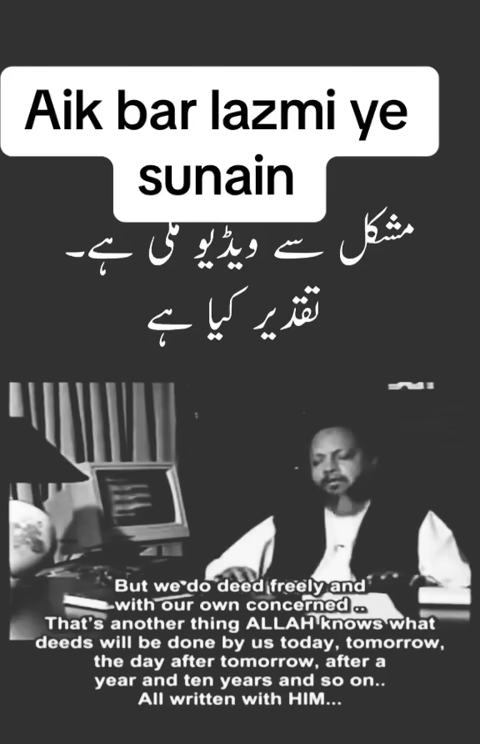 Aik bar lazmi ye
sunain
مشکل سے ویڈیو ملی ہے۔
تقدیر کیا ہے
But we do deed freely and
with our own concerned ..
That's another thing ALLAH knows what
deeds will be done by us today, tomorrow,
the day after tomorrow, after a
year and ten years and so on..
All written with HIM...